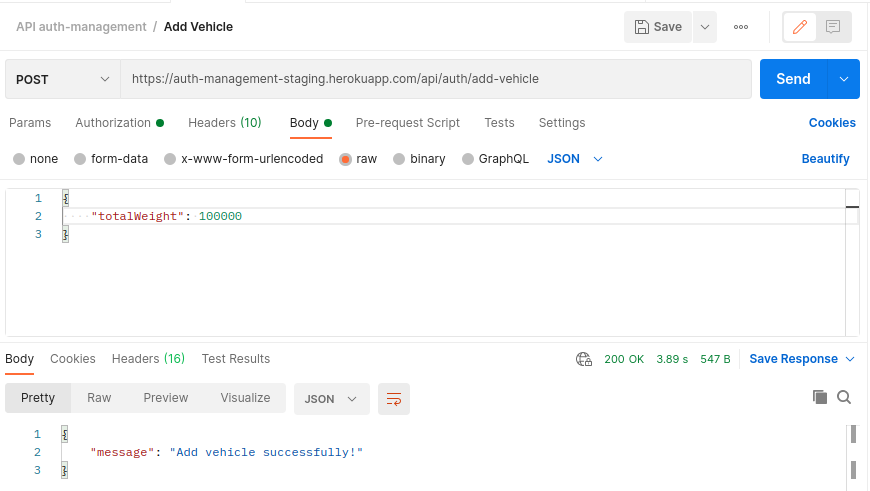 API auth-management / Add Vehicle
Save
POST
https://auth-management-staging.herokuapp.com/api/auth/add-vehicle
Send
Params Authorization Headers (10) Body Pre-request Script Tests Settings Cookies
none form-data x-www-form-urlencoded raw binary GraphQL JSON Beautify
1 {
2 "totalWeight": 100000
3 }
Body Cookies Headers (16) Test Results 200 OK 3.89 s 547 B Save Response
Pretty Raw Preview Visualize JSON
1 {
2 "message": "Add vehicle successfully!"
3 }